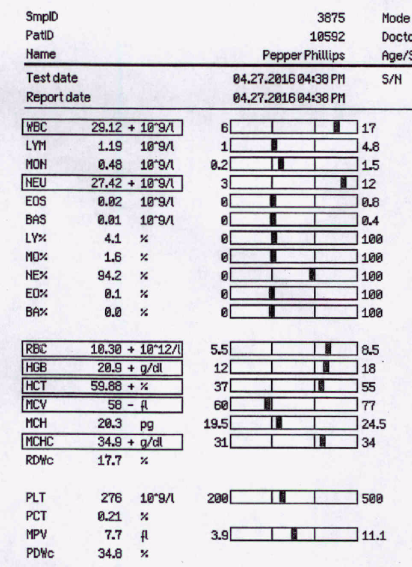 SmpID 3875 Mode
PatID 10592 Docto
Name Pepper Phillips Age/S
Test date 04.27.2016 04:38 PM S/N
Report date 04.27.2016 04:38 PM
WBC 29.12 + 10^9/l 6 17
LYM 1.19 10^9/l 1 4.8
MON 0.48 10^9/l 0.2 1.5
NEU 27.42 + 10^9/l 3 12
EOS 0.02 10^9/l 0 0.8
BAS 0.01 10^9/l 0 0.4
LY% 4.1 % 0 100
MO% 1.6 % 0 100
NE% 94.2 % 0 100
EO% 0.1 % 0 100
BA% 0.0 % 0 100
RBC 10.30 + 10^12/l 5.5 8.5
HGB 20.9 + g/dl 12 18
HCT 59.88 + % 37 55
MCV 58 - fl 60 77
MCH 20.3 pg 19.5 24.5
MCHC 34.9 + g/dl 31 34
RDWc 17.7 %
PLT 276 10^9/l 200 500
PCT 0.21 %
MPV 7.7 fl 3.9 11.1
PDWc 34.8 %